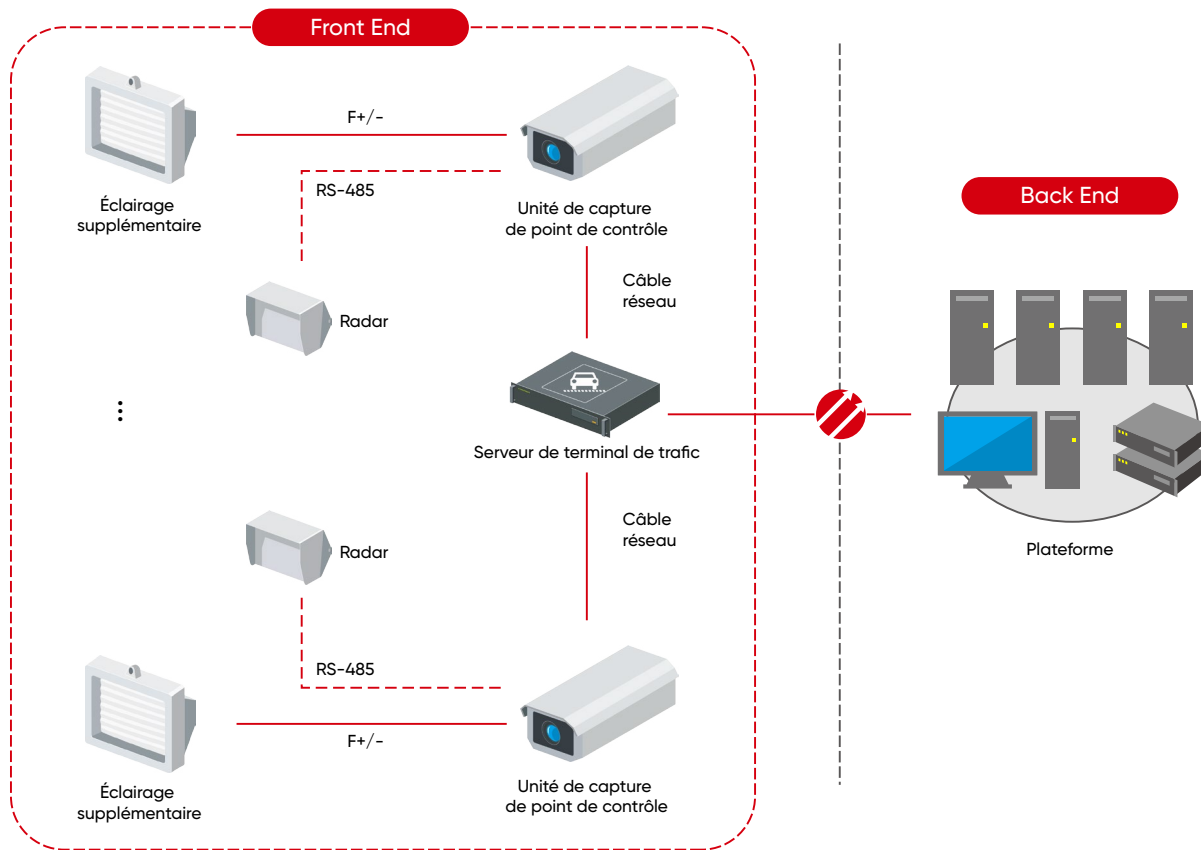 Front End
F+/-
RS-485
Éclairage
supplémentaire
Unité de capture
de point de contrôle
Back End
Câble
réseau
Radar
Serveur de terminal de trafic
Câble
réseau
Radar
Plateforme
RS-485
F+/-
Éclairage
supplémentaire
Unité de capture
de point de contrôle